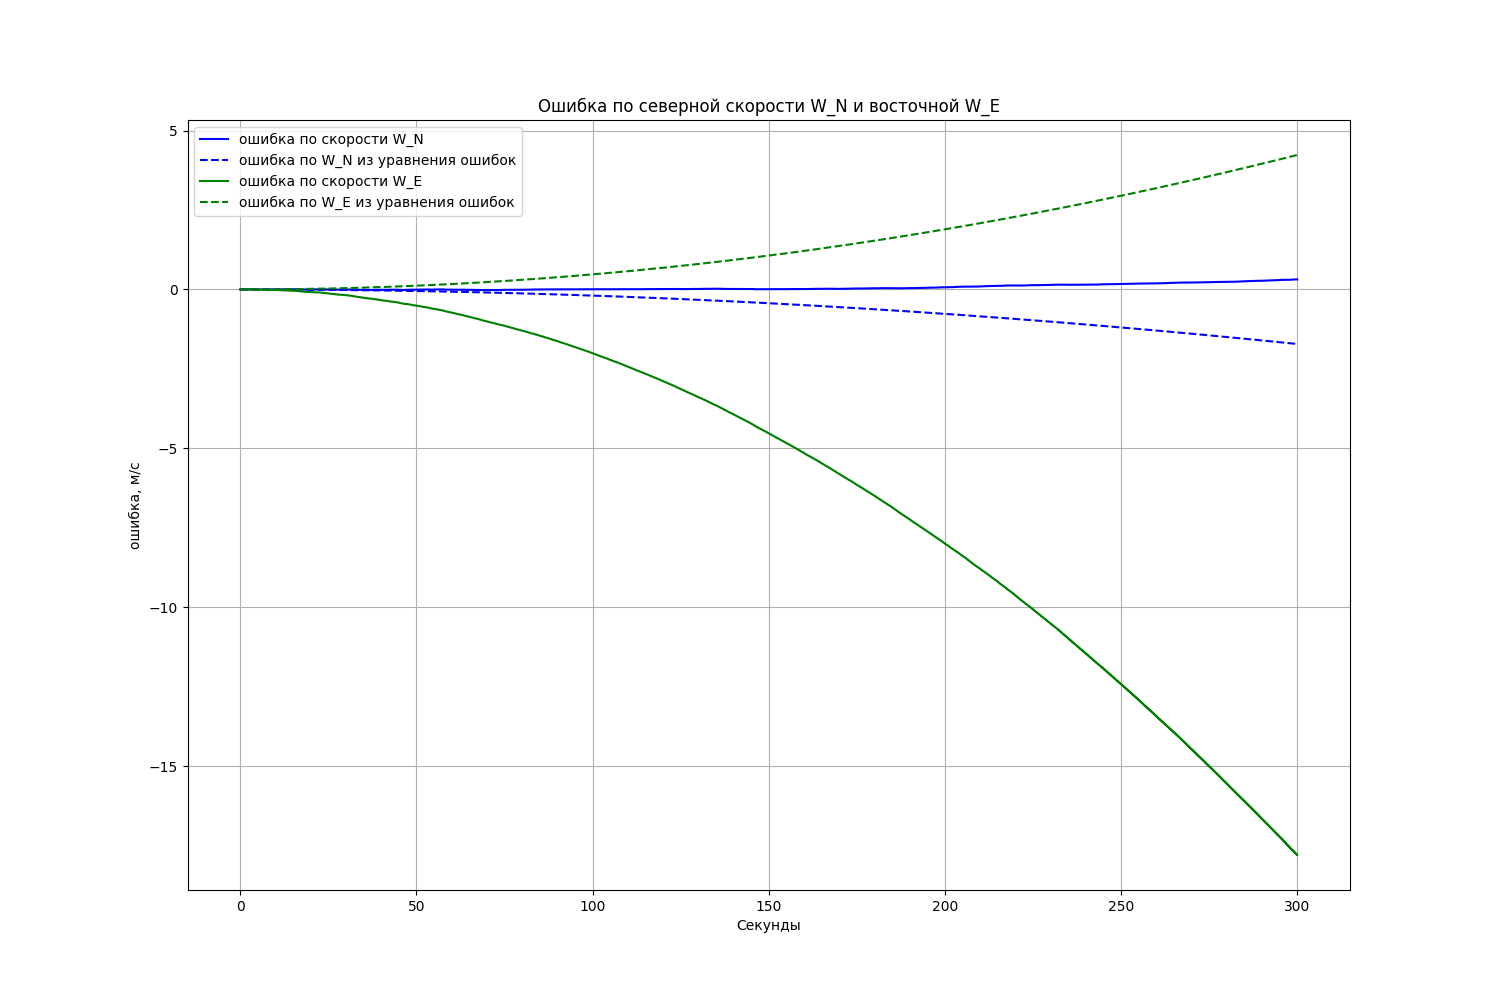 Ошибка по северной скорости W_N и восточной W_E
ошибка по скорости W_N
ошибка по W_N из уравнения ошибок
ошибка по скорости W_E
ошибка по W_E из уравнения ошибок
5
0
−5
−10
−15
ошибка, м/с
0 50 100 150 200 250 300
Секунды